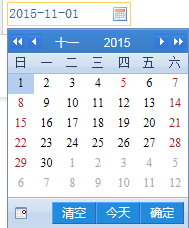 2015-11-01
十一 2015
日 一 二 三 四 五 六
1 2 3 4 5 6 7
8 9 10 11 12 13 14
15 16 17 18 19 20 21
22 23 24 25 26 27 28
29 30 1 2 3 4 5
6 7 8 9 10 11 12
清空 今天 确定